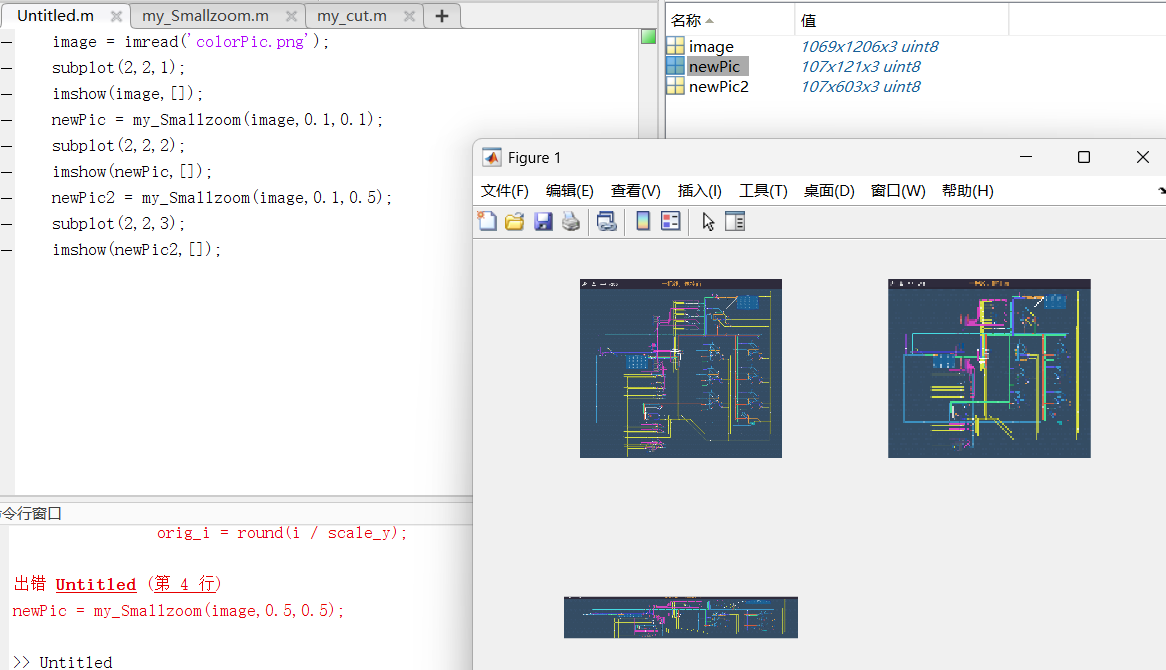 Untitled.m × my_Smallzoom.m × my_cut.m × +
image = imread('colorPic.png');
subplot(2,2,1);
imshow(image,[]);
newPic = my_Smallzoom(image,0.1,0.1);
subplot(2,2,2);
imshow(newPic,[]);
newPic2 = my_Smallzoom(image,0.1,0.5);
subplot(2,2,3);
imshow(newPic2,[]);
名称 值
image 1069x1206x3 uint8
newPic 107x121x3 uint8
newPic2 107x603x3 uint8
Figure 1
文件(F) 编辑(E) 查看(V) 插入(I) 工具(T) 桌面(D) 窗口(W) 帮助(H)
令行窗口
orig_i = round(i / scale_y);
出错 Untitled (第 4 行)
newPic = my_Smallzoom(image,0.5,0.5);
>> Untitled